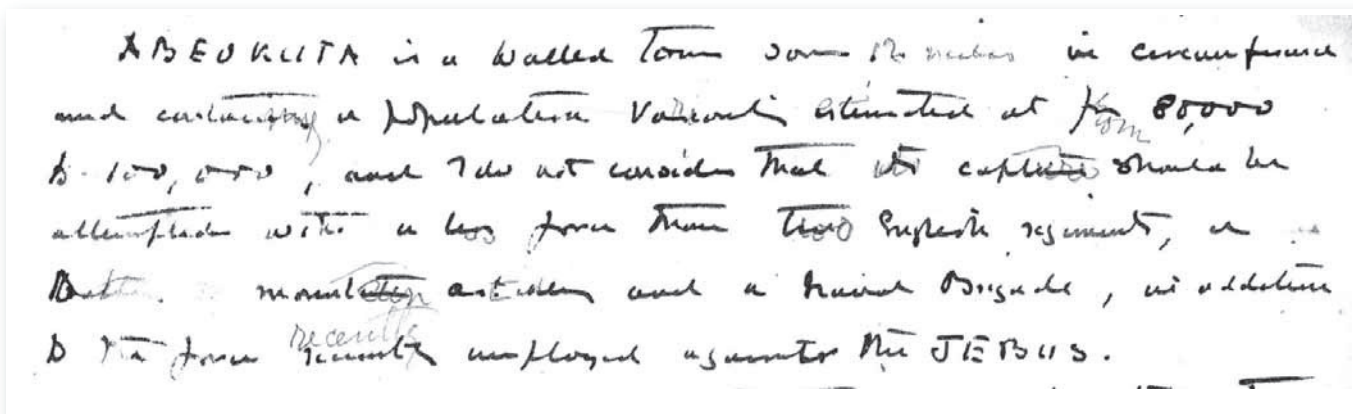 ABEOKUTA is a walled Town some 12 miles in circumference
and containing a population variously estimated at from 80,000
to 100,000, and I do not consider that its capture should be
attempted with a less force than two English regiments, a
Battery mountain artillery and a Naval Brigade, in addition
to the force recently employed against the JEBUS.